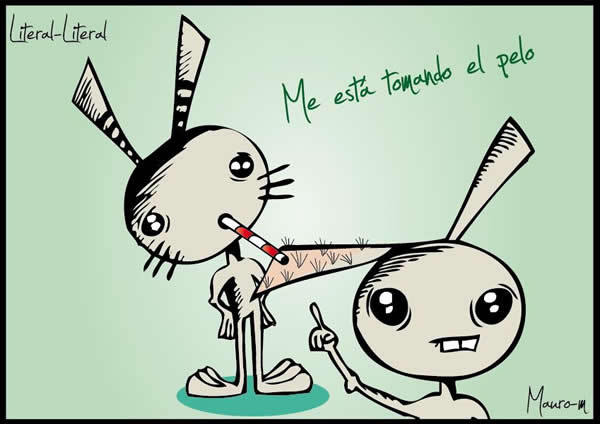 Literal-Literal
Me está tomando el pelo
Mauro-m